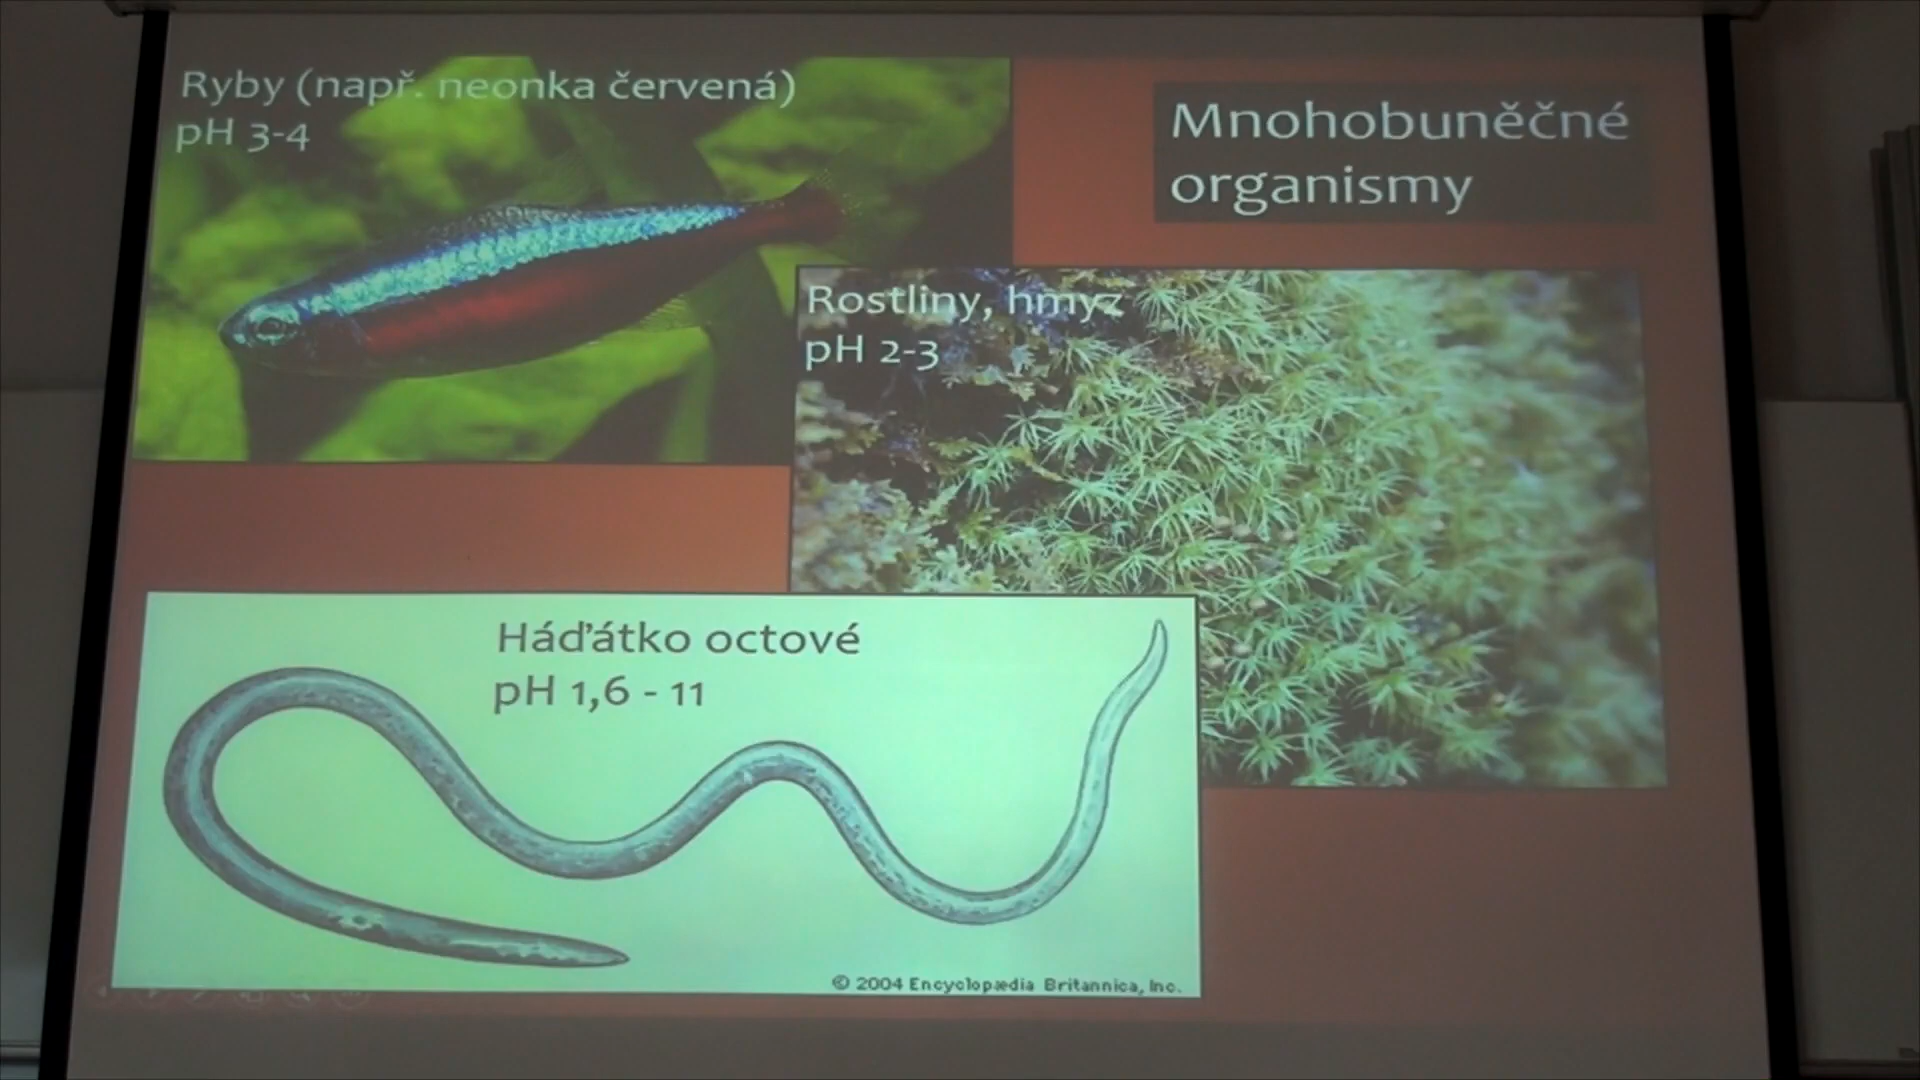 Ryby (např. neonka červená)
pH 3-4
Mnohobuněčné
organismy
Rostliny, hmyz
pH 2-3
Háďátko octové
pH 1,6 - 11
© 2004 Encyclopædia Britannica, Inc.